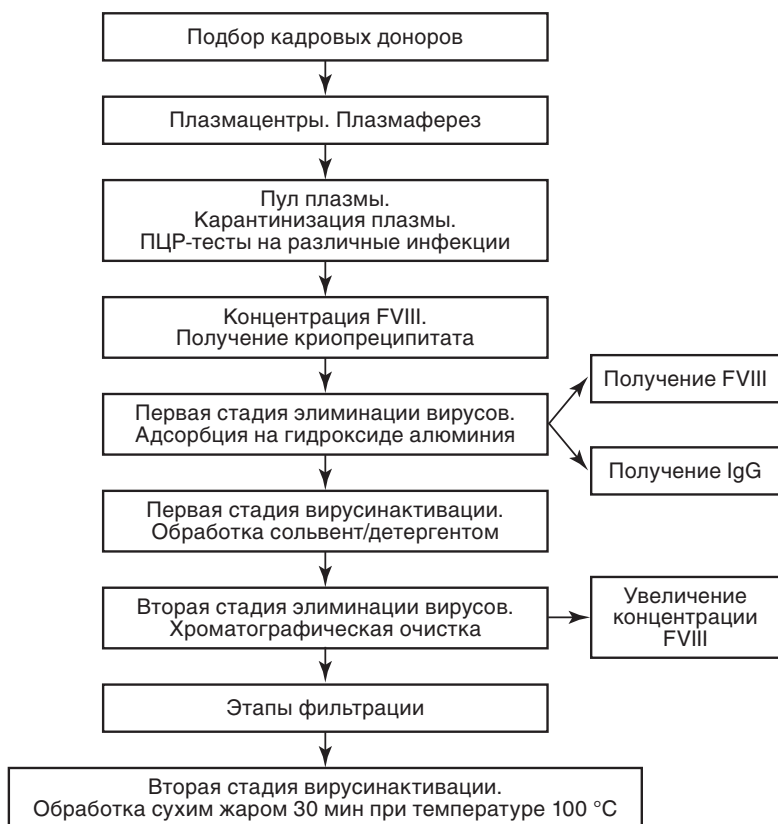 Подбор кадровых доноров
Плазмацентры. Плазмаферез
Пул плазмы.
Карантинизация плазмы.
ПЦР-тесты на различные инфекции
Концентрация FVIII.
Получение криопреципитата
Получение FVIII
Первая стадия элиминации вирусов.
Адсорбция на гидроксиде алюминия
Получение IgG
Первая стадия вирусинактивации.
Обработка сольвент/детергентом
Вторая стадия элиминации вирусов.
Хроматографическая очистка
Увеличение
концентрации
FVIII
Этапы фильтрации
Вторая стадия вирусинактивации.
Обработка сухим жаром 30 мин при температуре 100 °C